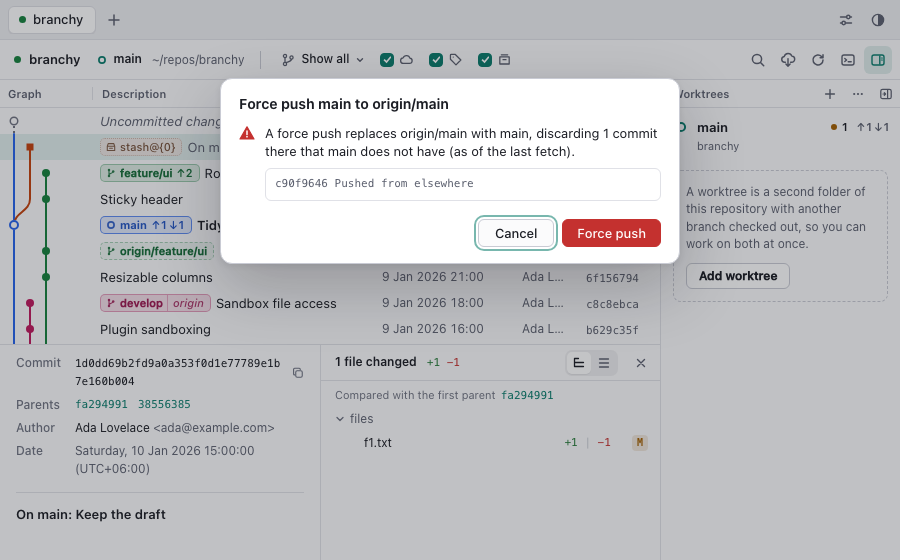 branchy
branchy main ~/repos/branchy Show all
Graph Description
Worktrees
Uncommitted chang
stash@{0} On m
feature/ui ↑2 Ro
Sticky header
main ↑1↓1 Tidy
origin/feature/ui
Resizable columns 9 Jan 2026 21:00 Ada L… 6f156794
develop origin Sandbox file access 9 Jan 2026 18:00 Ada L… c8c8ebca
Plugin sandboxing 9 Jan 2026 16:00 Ada L… b629c35f
Force push main to origin/main
A force push replaces origin/main with main, discarding 1 commit
there that main does not have (as of the last fetch).
c90f9646 Pushed from elsewhere
Cancel Force push
main 1 ↑1↓1
branchy
A worktree is a second folder of
this repository with another
branch checked out, so you can
work on both at once.
Add worktree
Commit 1d0dd69b2fd9a0a353f0d1e77789e1b
7e160b004
Parents fa294991 38556385
Author Ada Lovelace <ada@example.com>
Date Saturday, 10 Jan 2026 15:00:00
(UTC+06:00)
On main: Keep the draft
1 file changed +1 −1
Compared with the first parent fa294991
files
f1.txt +1 −1 M